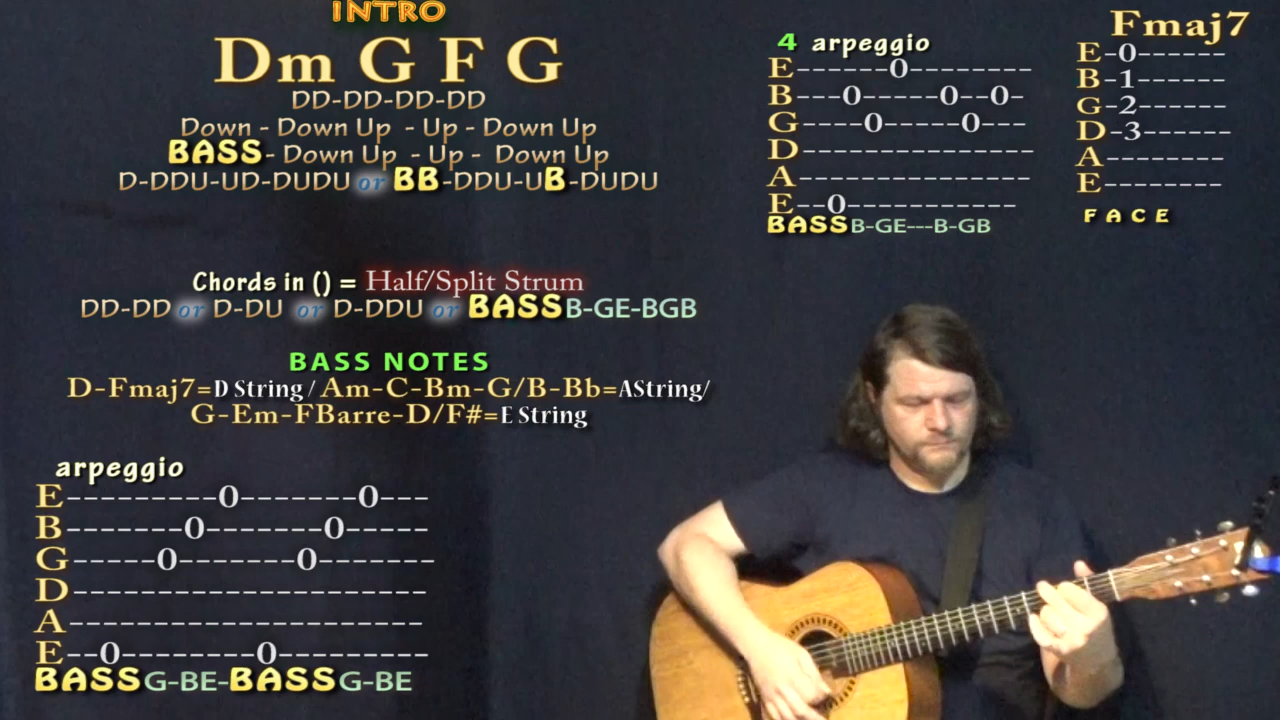 INTRO
Dm G F G
DD-DD-DD-DD
Down - Down Up - Up - Down Up
BASS - Down Up - Up - Down Up
D-DDU-UD-DUDU or BB-DDU-UB-DUDU
Chords in () = Half/Split Strum
DD-DD or D-DU or D-DDU or BASSB-GE-BGB
BASS NOTES
D-Fmaj7=D String / Am-C-Bm-G/B-Bb=AString/
G-Em-FBarre-D/F#=E String
arpeggio
E---------0-------0---
B-------0-------0-----
G-----0-------0-------
D--------------------
A--------------------
E--0--------0---------
BASSG-BE-BASSG-BE
4 arpeggio
E------0--------
B---0-----0--0-
G----0-----0---
D---------------
A---------------
E--0-----------
BASSB-GE---B-GB
Fmaj7
E-0------
B-1------
G-2------
D-3------
A--------
E--------
F A C E